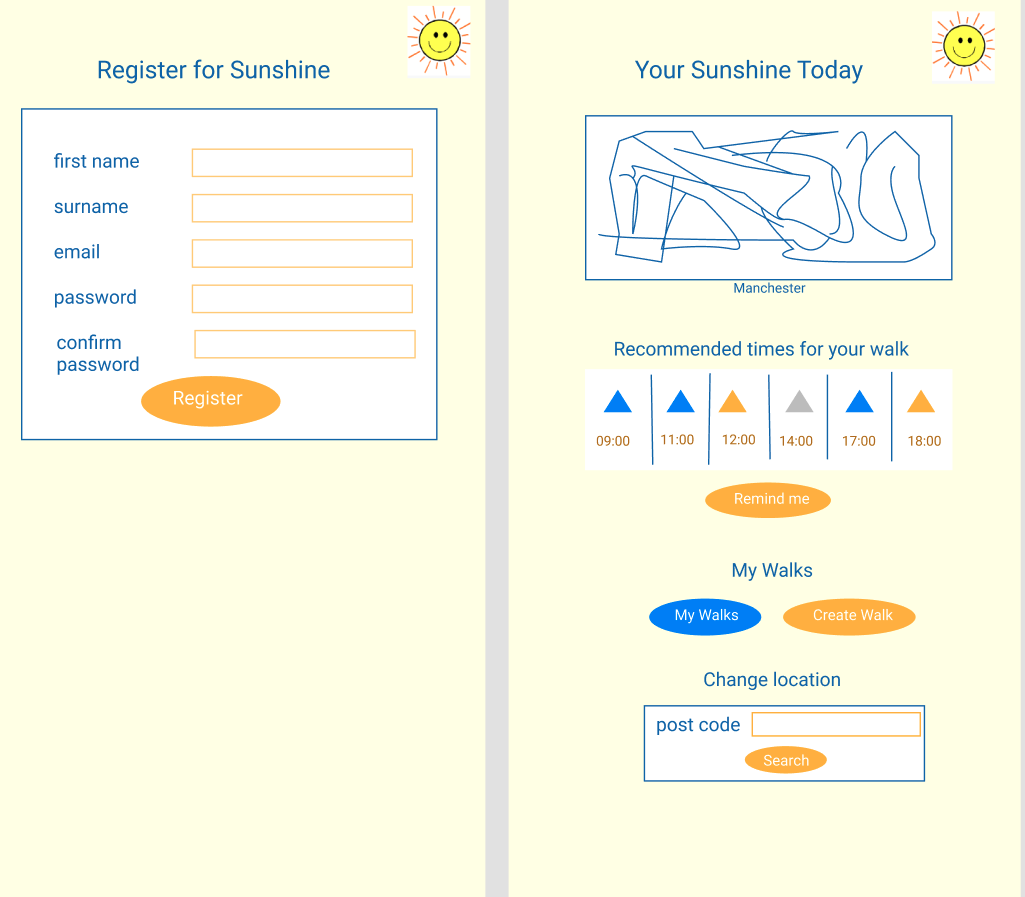 Register for Sunshine
first name
surname
email
password
confirm
password
Register
Your Sunshine Today
Manchester
Recommended times for your walk
09:00 11:00 12:00 14:00 17:00 18:00
Remind me
My Walks
My Walks Create Walk
Change location
post code
Search